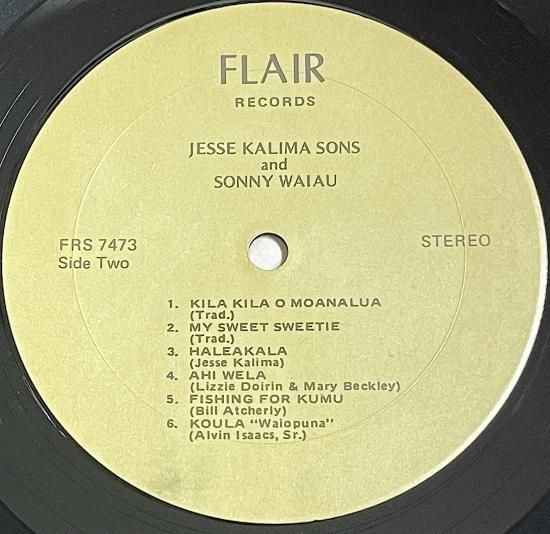 FLAIR
RECORDS
JESSE KALIMA SONS
and
SONNY WAIAU
FRS 7473
Side Two
STEREO
1. KILA KILA O MOANALUA
(Trad.)
2. MY SWEET SWEETIE
(Trad.)
3. HALEAKALA
(Jesse Kalima)
4. AHI WELA
(Lizzie Doirin & Mary Beckley)
5. FISHING FOR KUMU
(Bill Atcherly)
6. KOULA "Waiopuna"
(Alvin Isaacs, Sr.)